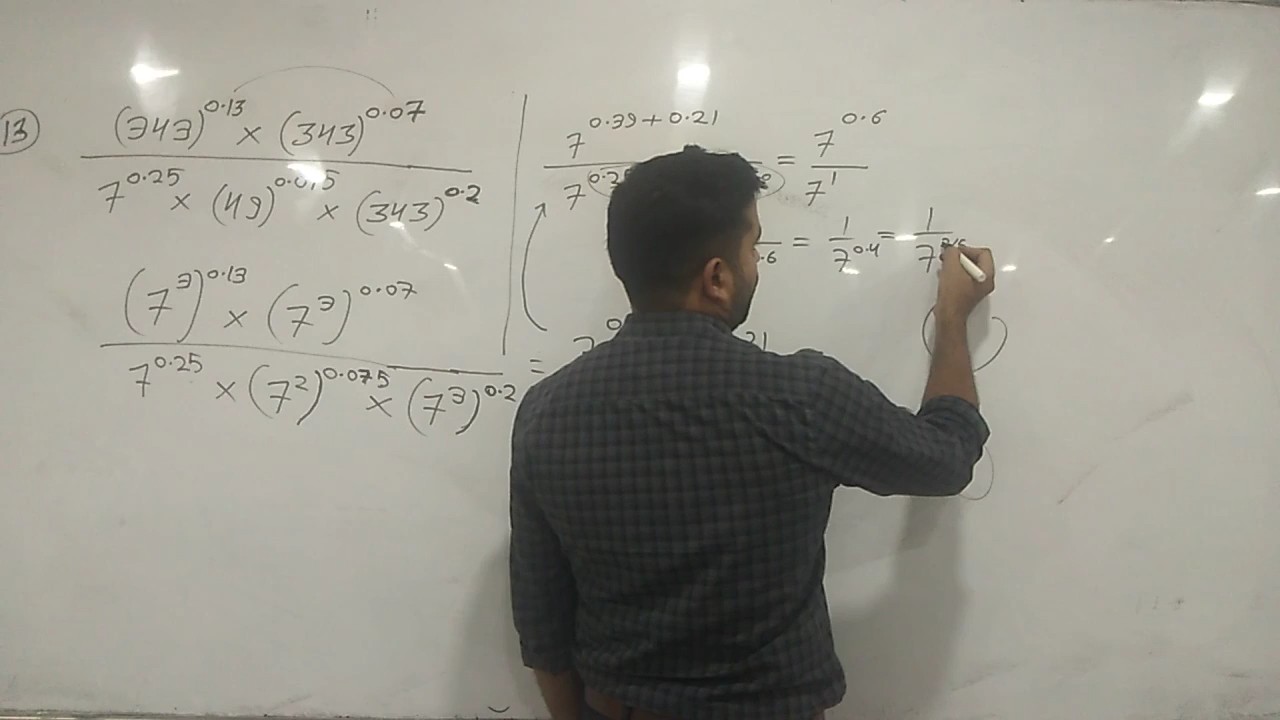 13
(343)^0.13 × (343)^0.07
7^0.25 × (49)^0.075 × (343)^0.2
(7^3)^0.13 × (7^3)^0.07
7^0.25 × (7^2)^0.075 × (7^3)^0.2
=
7^0.39+0.21 = 7^0.6
7 7^1
= 1 = 1
7^0.4 7
7